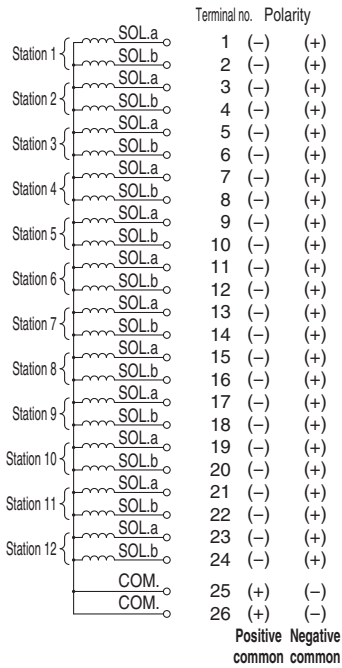 Terminal no. Polarity
Station 1 SOL.a 1 (–) (+)
SOL.b 2 (–) (+)
Station 2 SOL.a 3 (–) (+)
SOL.b 4 (–) (+)
Station 3 SOL.a 5 (–) (+)
SOL.b 6 (–) (+)
Station 4 SOL.a 7 (–) (+)
SOL.b 8 (–) (+)
Station 5 SOL.a 9 (–) (+)
SOL.b 10 (–) (+)
Station 6 SOL.a 11 (–) (+)
SOL.b 12 (–) (+)
Station 7 SOL.a 13 (–) (+)
SOL.b 14 (–) (+)
Station 8 SOL.a 15 (–) (+)
SOL.b 16 (–) (+)
Station 9 SOL.a 17 (–) (+)
SOL.b 18 (–) (+)
Station 10 SOL.a 19 (–) (+)
SOL.b 20 (–) (+)
Station 11 SOL.a 21 (–) (+)
SOL.b 22 (–) (+)
Station 12 SOL.a 23 (–) (+)
SOL.b 24 (–) (+)
COM. 25 (+) (–)
COM. 26 (+) (–)
Positive Negative
common common